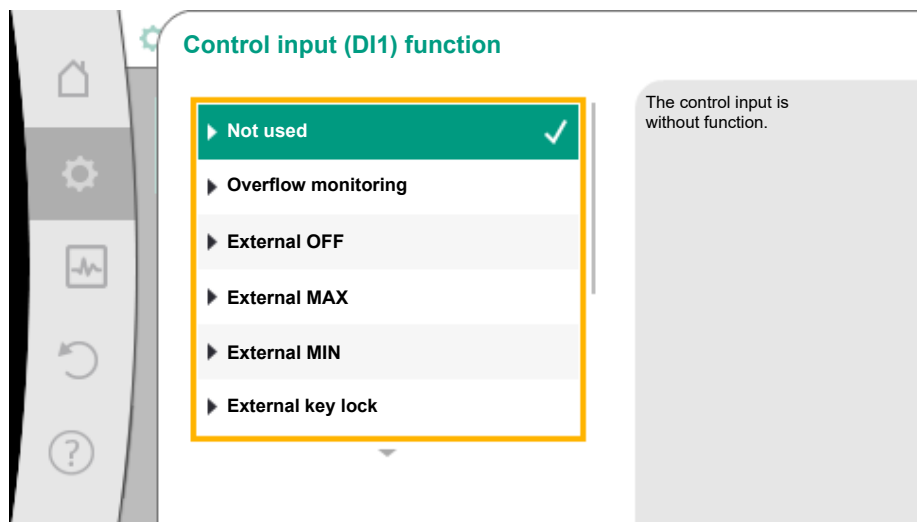 Control input (DI1) function
Not used
Overflow monitoring
External OFF
External MAX
External MIN
External key lock
The control input is
without function.
?